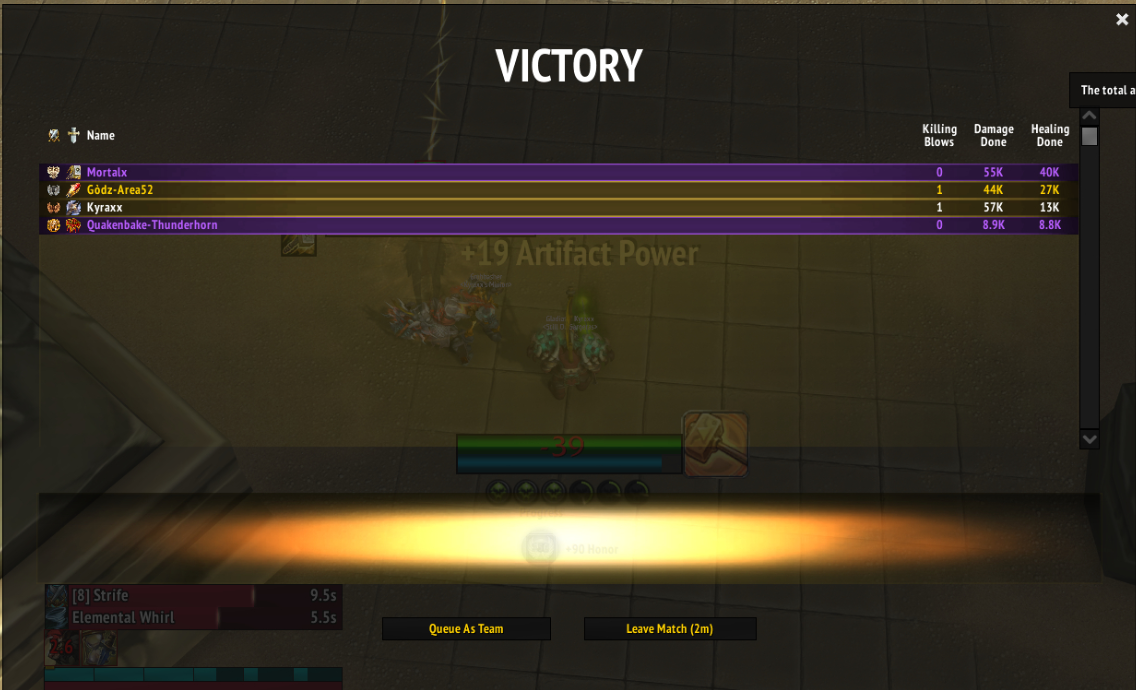 VICTORY
The total a
Name
Killing Blows
Damage Done
Healing Done
Mortalx 0 55K 40K
Gòdz-Area52 1 44K 27K
Kyraxx 1 57K 13K
Quakenbake-Thunderhorn 0 8.9K 8.8K
+19 Artifact Power
-39
+90 Honor
[8] Strife 9.5s
Elemental Whirl 5.5s
Queue As Team
Leave Match (2m)